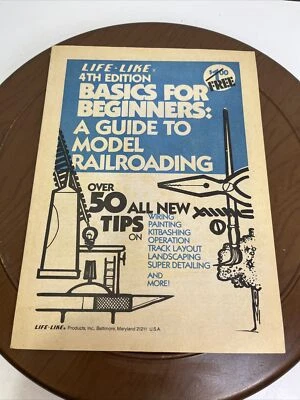 LIFE-LIKE®
4TH EDITION
BASICS FOR
BEGINNERS:
A GUIDE TO
MODEL
RAILROADING
FREE
OVER
50 ALL NEW
TIPS ON
WIRING
PAINTING
KITBASHING
OPERATION
TRACK LAYOUT
LANDSCAPING
SUPER DETAILING
AND
MORE!
LIFE-LIKE® Products, Inc., Baltimore, Maryland 21211 U.S.A.